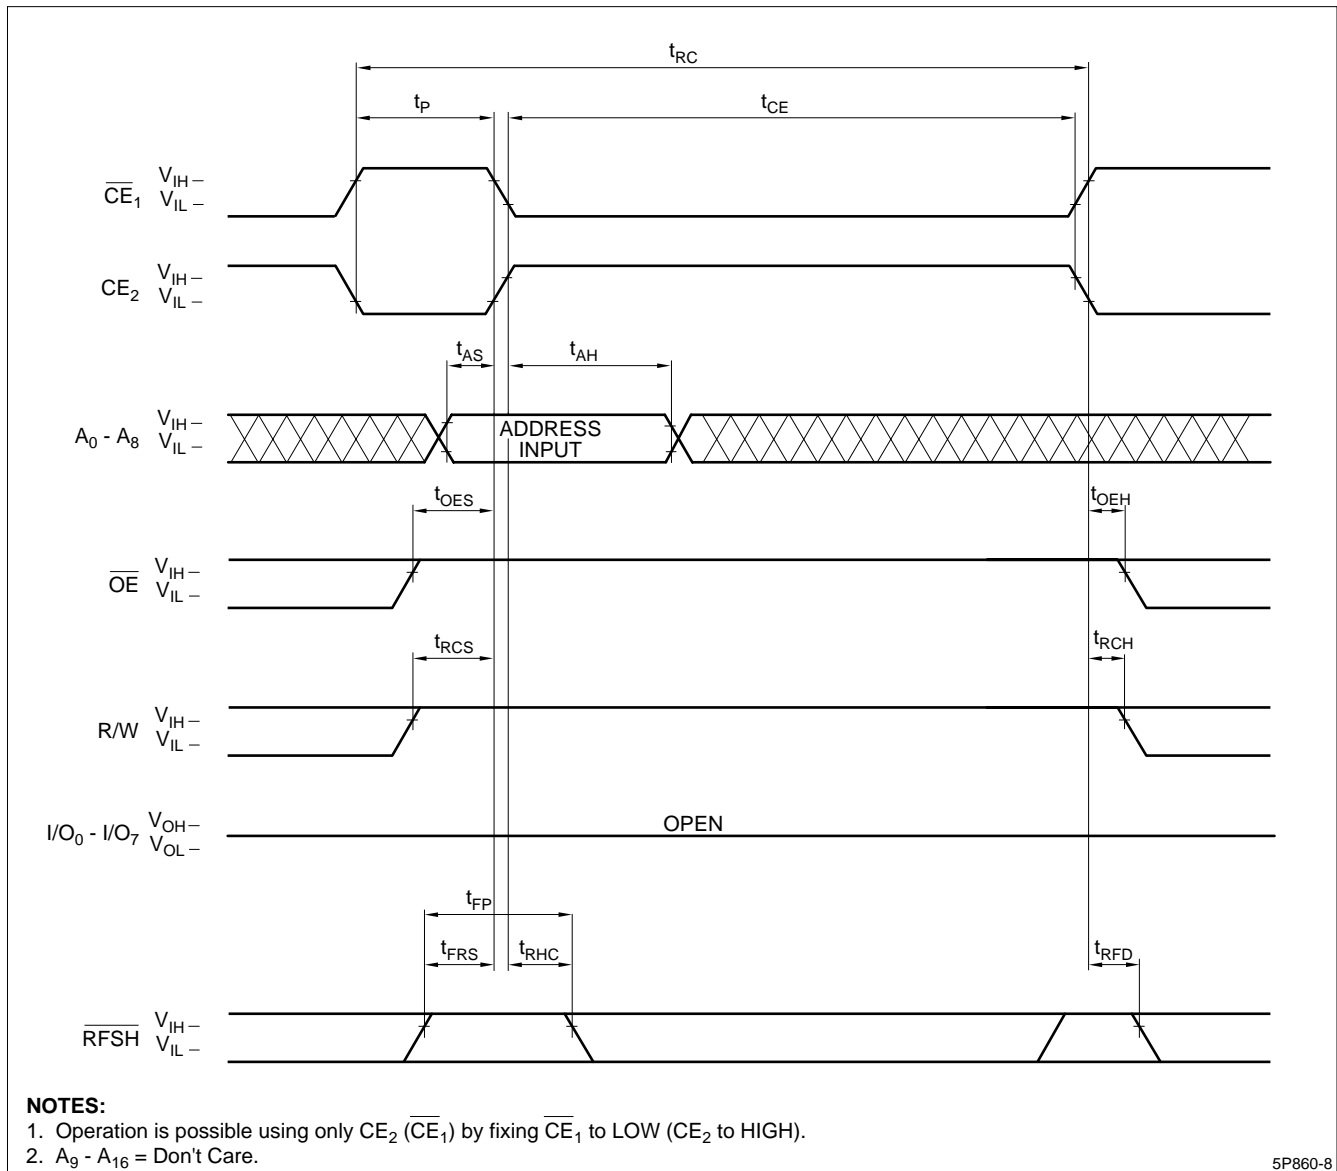 tRC
tP tCE
CE1 VIH –
VIL –
CE2 VIH –
VIL –
tAS tAH
A0 - A8 VIH –
VIL –
ADDRESS
INPUT
tOES tOEH
OE VIH –
VIL –
tRCS tRCH
R/W VIH –
VIL –
I/O0 - I/O7 VOH –
VOL –
OPEN
tFP
tFRS tRHC tRFD
RFSH VIH –
VIL –
NOTES:
1. Operation is possible using only CE2 (CE1) by fixing CE1 to LOW (CE2 to HIGH).
2. A9 - A16 = Don't Care.
5P860-8